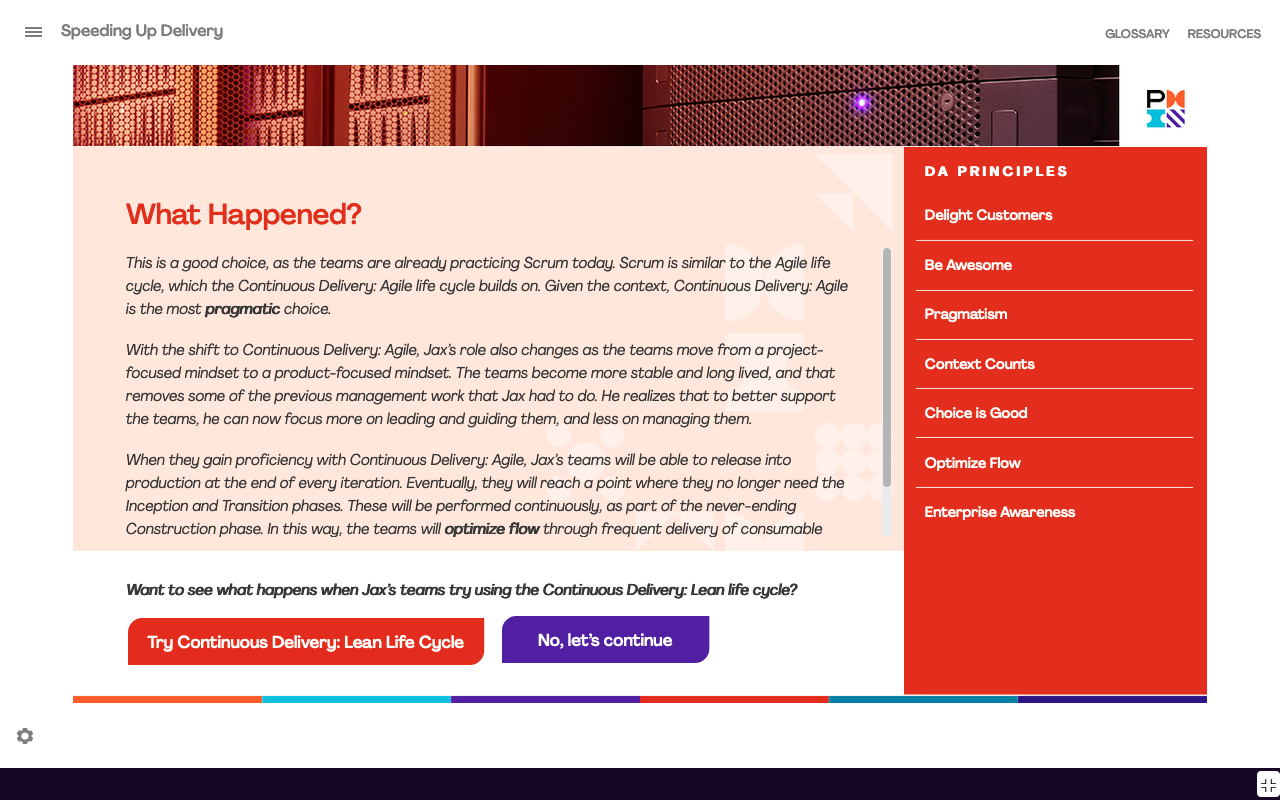 Speeding Up Delivery
GLOSSARY RESOURCES
P
DA PRINCIPLES
What Happened?
This is a good choice, as the teams are already practicing Scrum today. Scrum is similar to the Agile life
cycle, which the Continuous Delivery: Agile life cycle builds on. Given the context, Continuous Delivery: Agile
is the most pragmatic choice.
With the shift to Continuous Delivery: Agile, Jax's role also changes as the teams move from a project-
focused mindset to a product-focused mindset. The teams become more stable and long lived, and that
removes some of the previous management work that Jax had to do. He realizes that to better support
the teams, he can now focus more on leading and guiding them, and less on managing them.
When they gain proficiency with Continuous Delivery: Agile, Jax's teams will be able to release into
production at the end of every iteration. Eventually, they will reach a point where they no longer need the
Inception and Transition phases. These will be performed continuously, as part of the never-ending
Construction phase. In this way, the teams will optimize flow through frequent delivery of consumable
Delight Customers
Be Awesome
Pragmatism
Context Counts
Choice is Good
Optimize Flow
Enterprise Awareness
Want to see what happens when Jax's teams try using the Continuous Delivery: Lean life cycle?
Try Continuous Delivery: Lean Life Cycle
No, let's continue